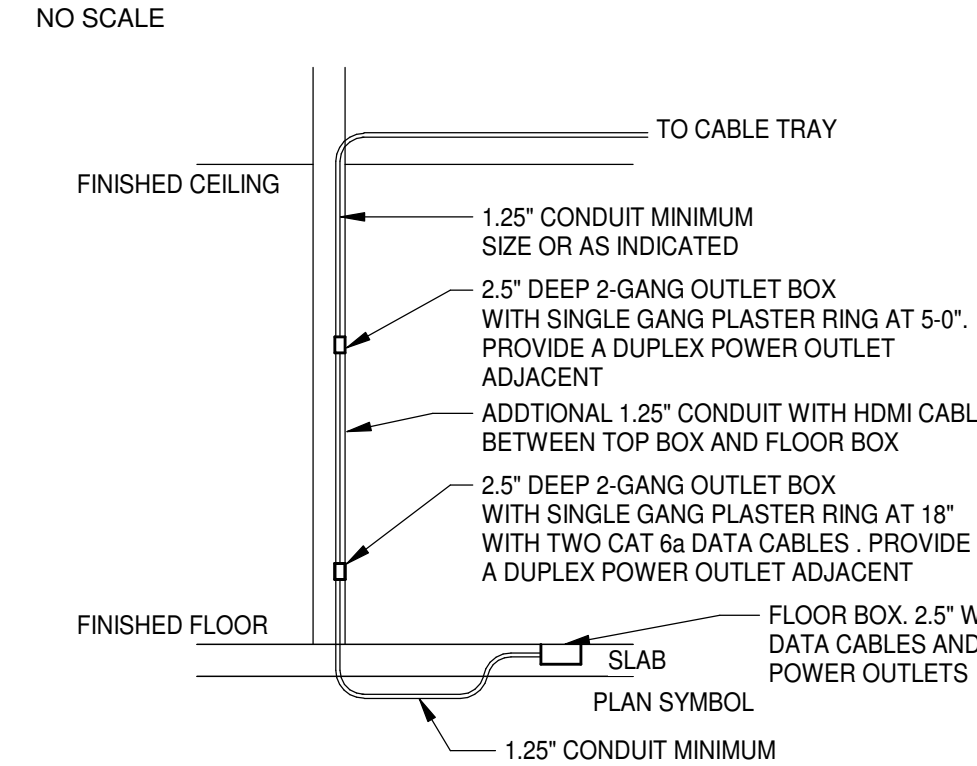 NO SCALE
TO CABLE TRAY
FINISHED CEILING
1.25" CONDUIT MINIMUM
SIZE OR AS INDICATED
2.5" DEEP 2-GANG OUTLET BOX
WITH SINGLE GANG PLASTER RING AT 5-0".
PROVIDE A DUPLEX POWER OUTLET
ADJACENT
ADDTIONAL 1.25" CONDUIT WITH HDMI CABL
BETWEEN TOP BOX AND FLOOR BOX
2.5" DEEP 2-GANG OUTLET BOX
WITH SINGLE GANG PLASTER RING AT 18"
WITH TWO CAT 6a DATA CABLES . PROVIDE
A DUPLEX POWER OUTLET ADJACENT
FINISHED FLOOR
FLOOR BOX. 2.5" W
DATA CABLES AND
POWER OUTLETS
SLAB
PLAN SYMBOL
1.25" CONDUIT MINIMUM